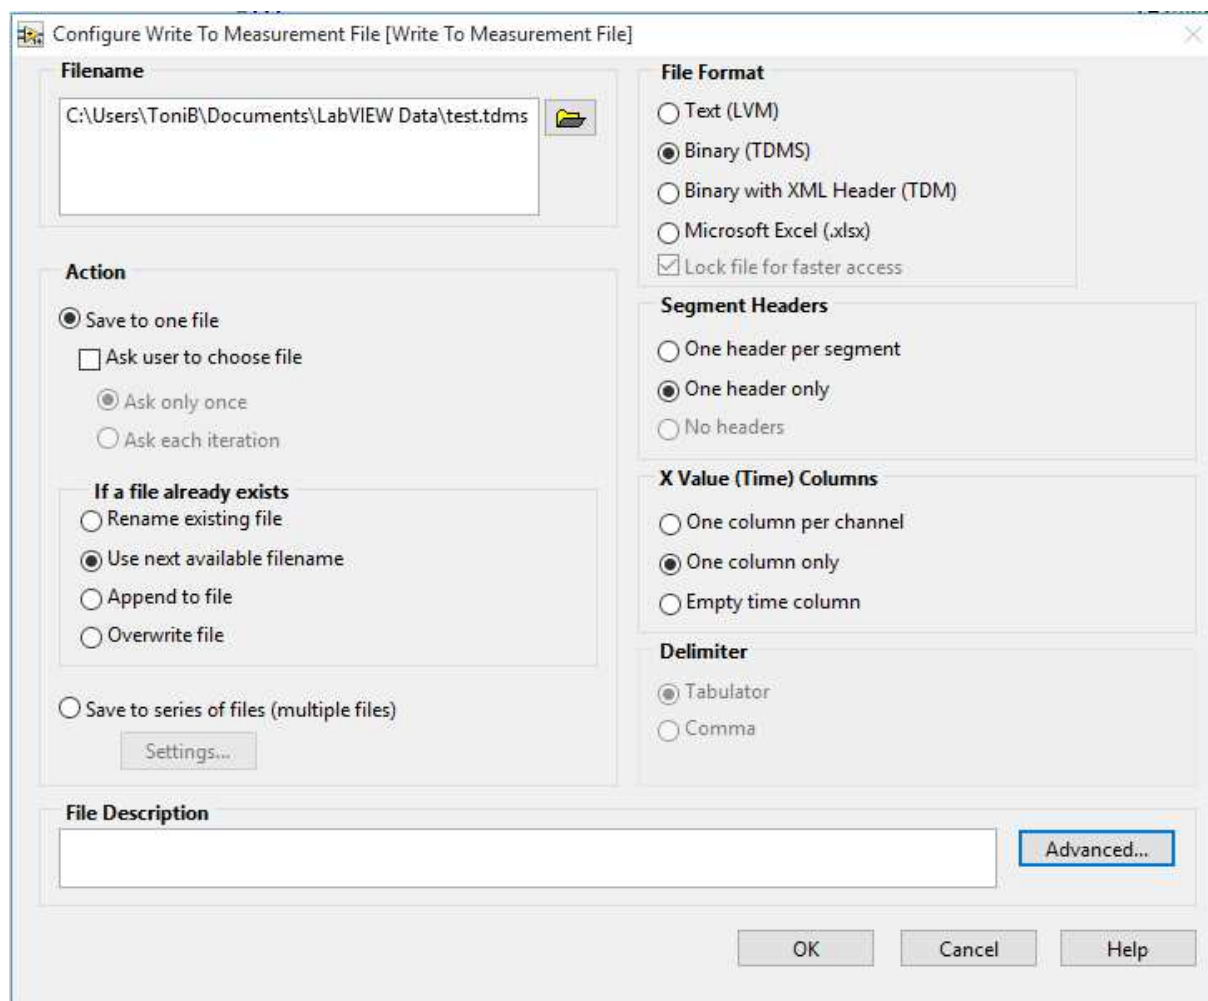 Configure Write To Measurement File [Write To Measurement File]
Filename
C:\Users\ToniB\Documents\LabVIEW Data\test.tdms
Action
Save to one file
Ask user to choose file
Ask only once
Ask each iteration
If a file already exists
Rename existing file
Use next available filename
Append to file
Overwrite file
Save to series of files (multiple files)
Settings...
File Format
Text (LVM)
Binary (TDMS)
Binary with XML Header (TDM)
Microsoft Excel (.xlsx)
Lock file for faster access
Segment Headers
One header per segment
One header only
No headers
X Value (Time) Columns
One column per channel
One column only
Empty time column
Delimiter
Tabulator
Comma
File Description
Advanced...
OK
Cancel
Help